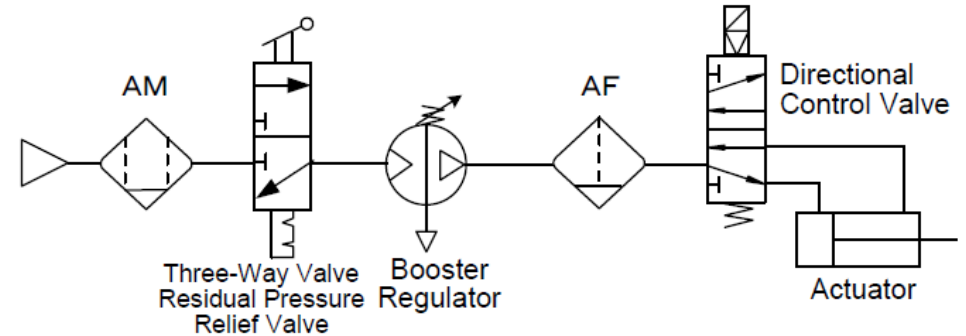 AM
Three-Way Valve
Residual Pressure
Relief Valve
Booster
Regulator
AF
Directional
Control Valve
Actuator